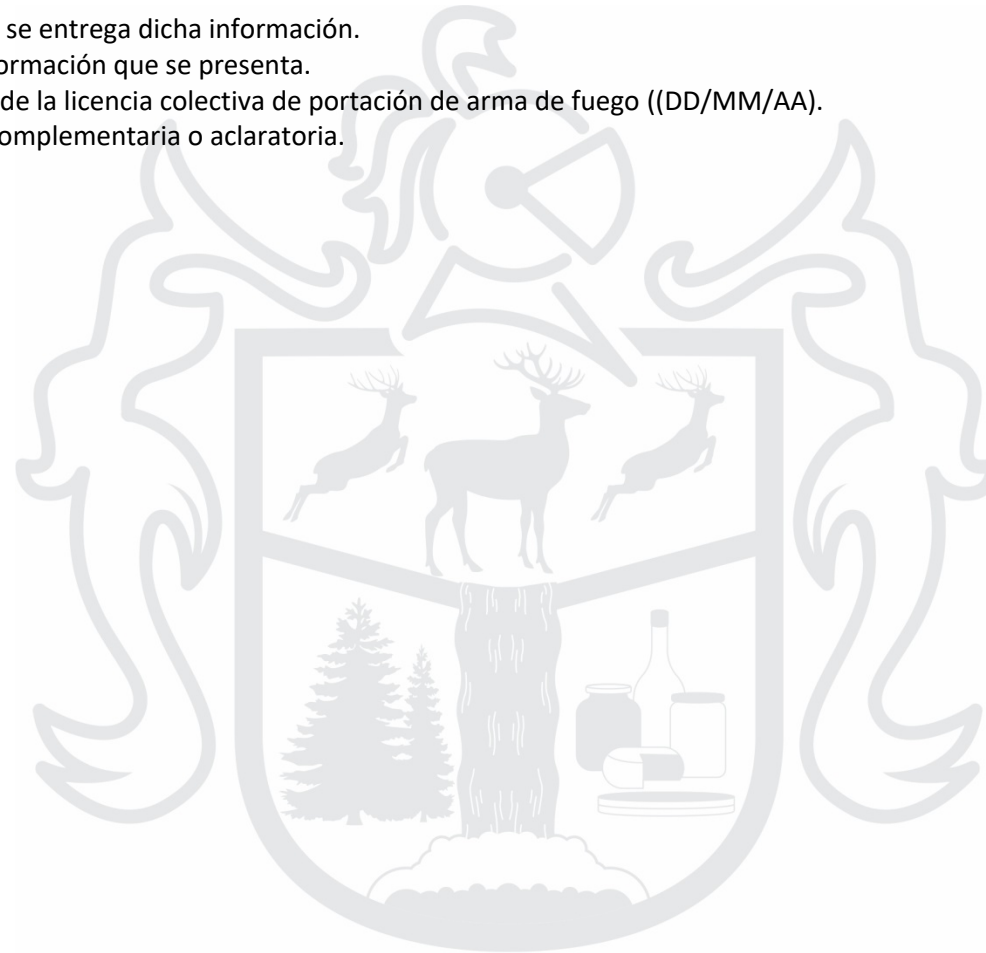 se entrega dicha información.
ormación que se presenta.
de la licencia colectiva de portación de arma de fuego ((DD/MM/AA).
omplementaria o aclaratoria.